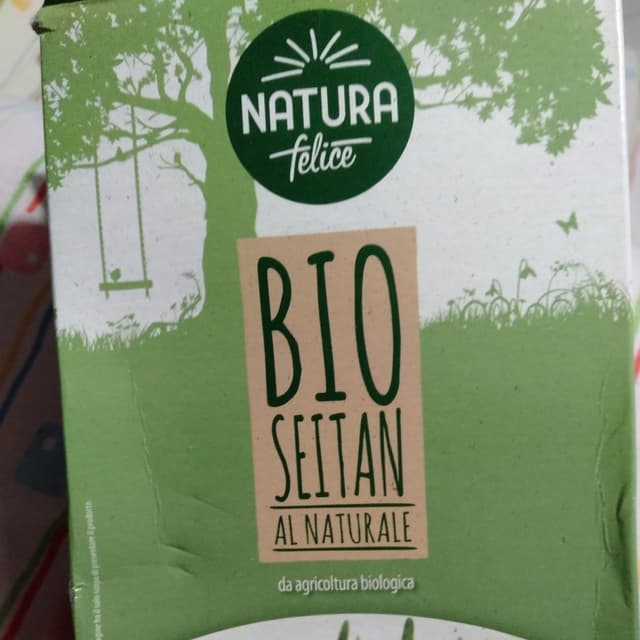 NATURA
felice
BIO
SEITAN
AL NATURALE
da agricoltura biologica